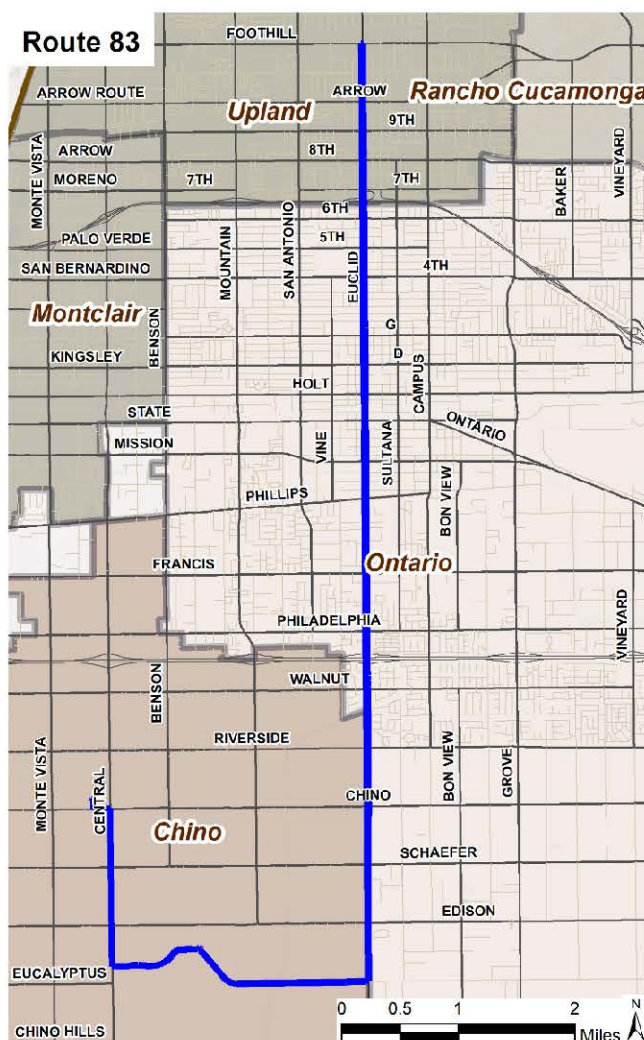 Route 83
FOOTHILL
ARROW ROUTE
ARROW
Rancho Cucamonga
Upland
9TH
MONTE VISTA
ARROW
8TH
VINEYARD
MORENO
7TH
7TH
BAKER
6TH
PALO VERDE
5TH
MOUNTAIN
SAN ANTONIO
EUCLID
SAN BERNARDINO
4TH
Montclair
BENSON
G
KINGSLEY
D
HOLT
CAMPUS
STATE
ONTARIO
MISSION
VINE
SULTANA
PHILLIPS
BON VIEW
FRANCIS
Ontario
PHILADELPHIA
VINEYARD
WALNUT
BENSON
RIVERSIDE
MONTE VISTA
CENTRAL
CHINO
BON VIEW
GROVE
Chino
SCHAEFER
EDISON
EUCALYPTUS
0 0.5 1 2
Miles
N
CHINO HILLS